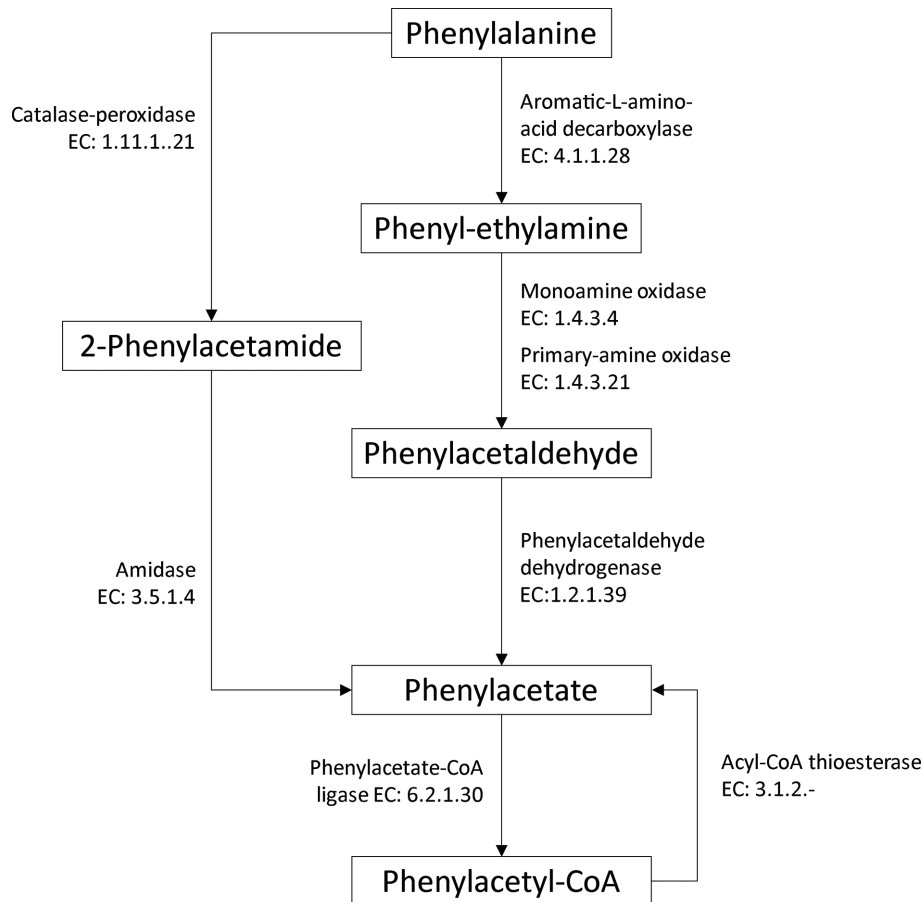 Phenylalanine
Catalase-peroxidase
EC: 1.11.1..21
Aromatic-L-amino-
acid decarboxylase
EC: 4.1.1.28
Phenyl-ethylamine
Monoamine oxidase
EC: 1.4.3.4
Primary-amine oxidase
EC: 1.4.3.21
2-Phenylacetamide
Phenylacetaldehyde
Amidase
EC: 3.5.1.4
Phenylacetaldehyde
dehydrogenase
EC:1.2.1.39
Phenylacetate
Phenylacetate-CoA
ligase EC: 6.2.1.30
Acyl-CoA thioesterase
EC: 3.1.2.-
Phenylacetyl-CoA